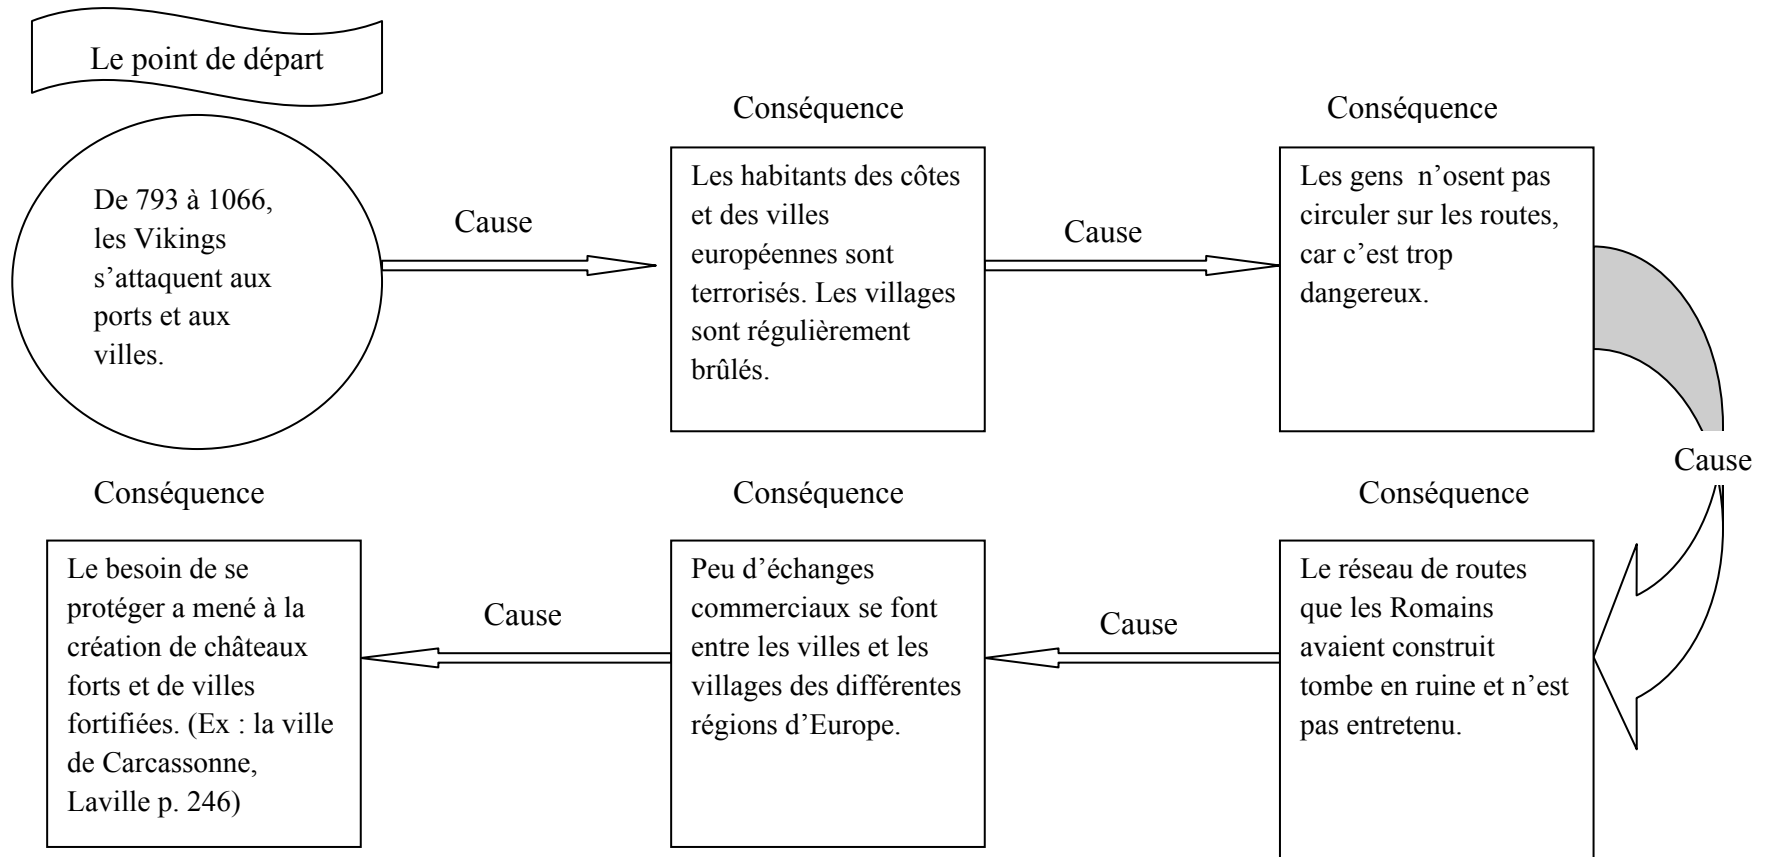 Le point de départ
De 793 à 1066,
les Vikings
s’attaquent aux
ports et aux
villes.
Cause
Conséquence
Les habitants des côtes
et des villes
européennes sont
terrorisés. Les villages
sont régulièrement
brûlés.
Cause
Conséquence
Les gens n’osent pas
circuler sur les routes,
car c’est trop
dangereux.
Cause
Conséquence
Le réseau de routes
que les Romains
avaient construit
tombe en ruine et n’est
pas entretenu.
Cause
Conséquence
Peu d’échanges
commerciaux se font
entre les villes et les
villages des différentes
régions d’Europe.
Cause
Conséquence
Le besoin de se
protéger a mené à la
création de châteaux
forts et de villes
fortifiées. (Ex : la ville
de Carcassonne,
Laville p. 246)